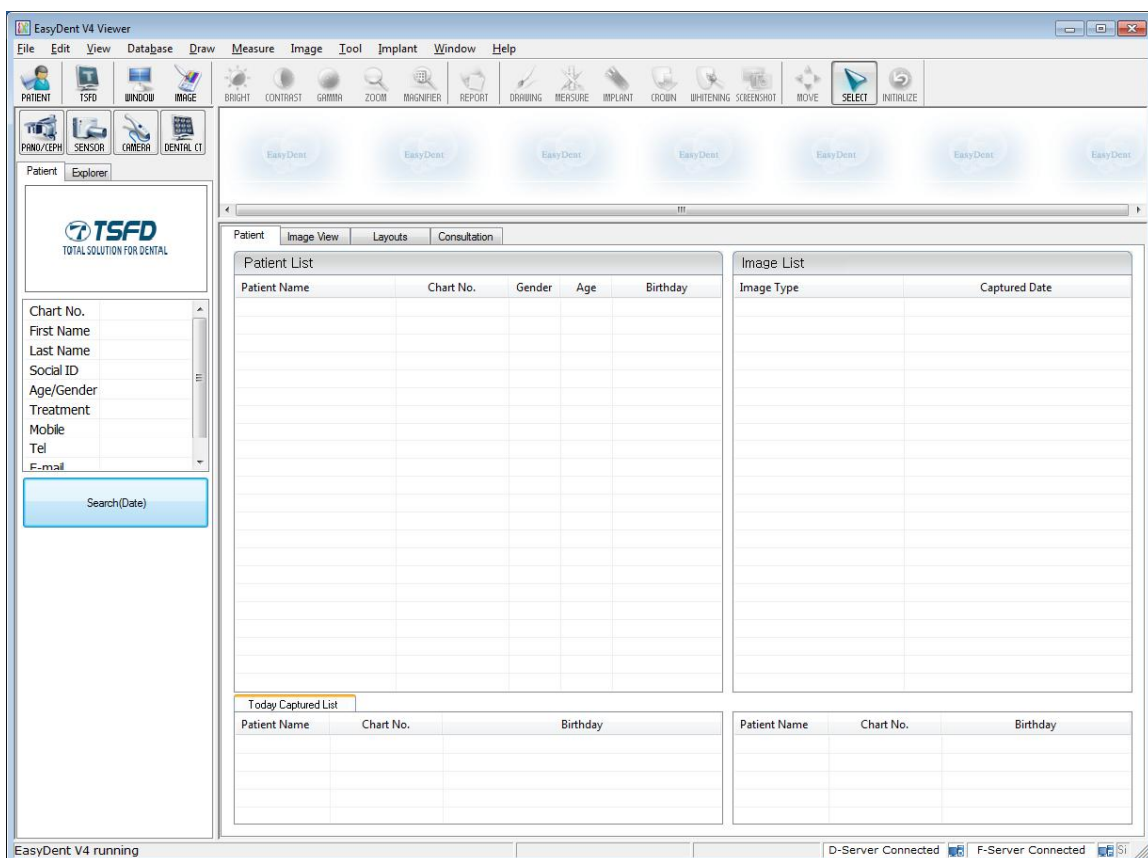 EasyDent V4 Viewer
File Edit View Database Draw Measure Image Tool Implant Window Help
PATIENT TSFD WINDOW IMAGE BRIGHT CONTRAST GAMMA ZOOM MAGNIFIER REPORT DRAWING MEASURE IMPLANT CROWN WHITENING SCREENSHOT MOVE SELECT INITIALIZE
PANO/CEPH SENSOR CAMERA DENTAL CT
EasyDent EasyDent EasyDent EasyDent EasyDent EasyDent EasyDent
Patient Explorer
TSFD
TOTAL SOLUTION FOR DENTAL
Chart No.
First Name
Last Name
Social ID
Age/Gender
Treatment
Mobile
Tel
E-mail
Search(Date)
Patient Image View Layouts Consultation
Patient List
Patient Name Chart No. Gender Age Birthday
Image List
Image Type Captured Date
Today Captured List
Patient Name Chart No. Birthday
Patient Name Chart No. Birthday
EasyDent V4 running
D-Server Connected F-Server Connected Si